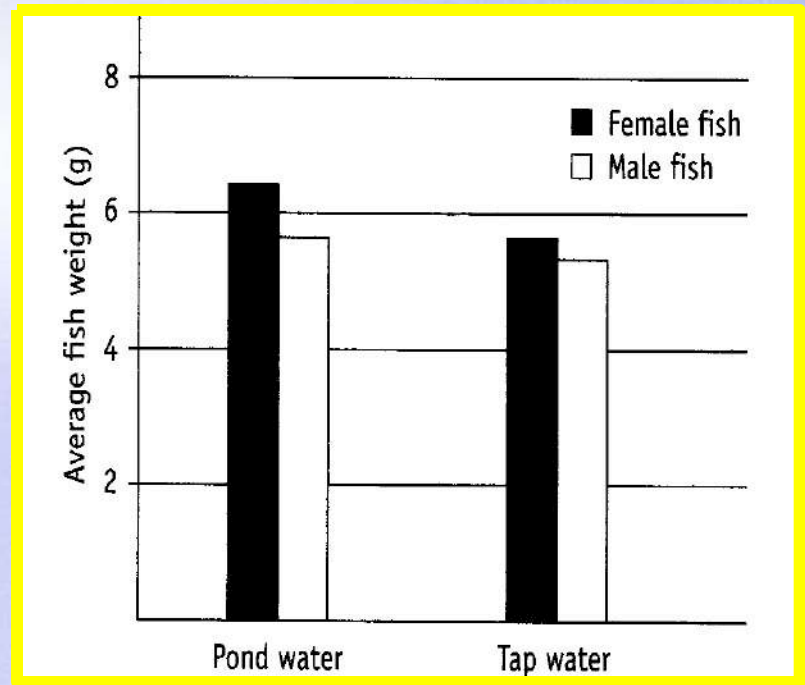 Average fish weight (g)
8
6
4
2
Female fish
Male fish
Pond water
Tap water